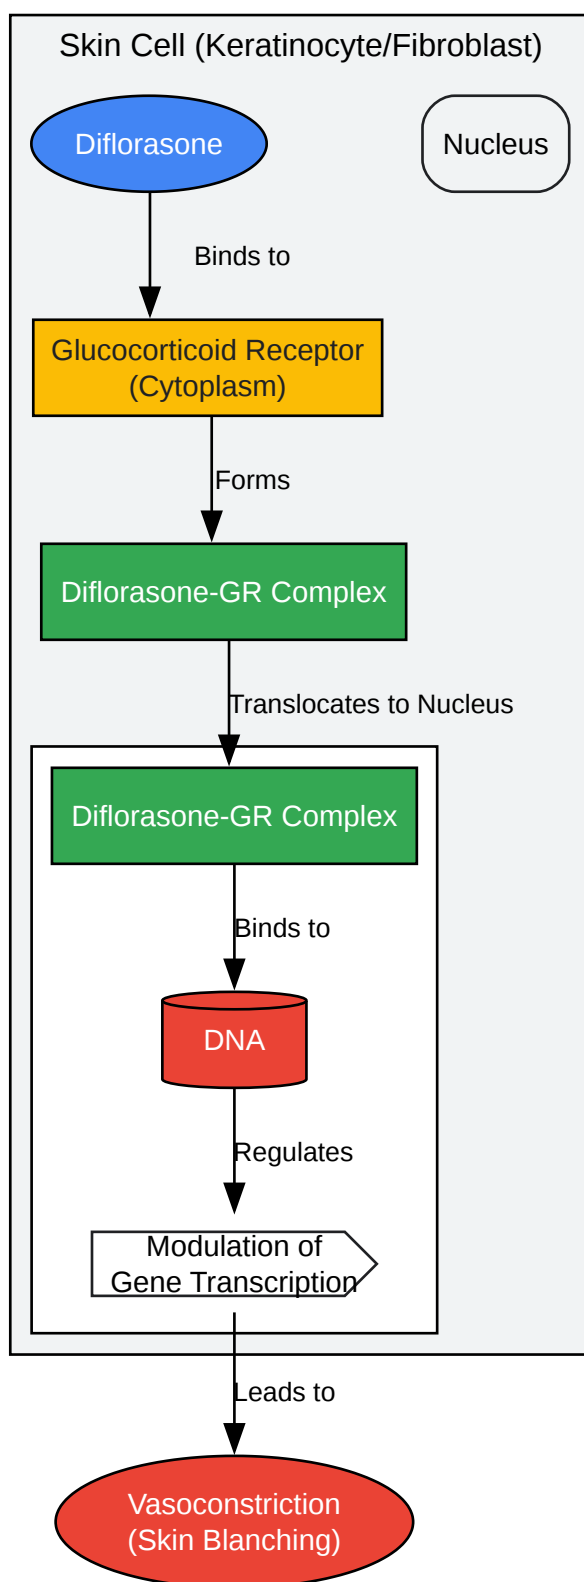 Skin Cell (Keratinocyte/Fibroblast)
Diflorasone
Nucleus
Binds to
Glucocorticoid Receptor
(Cytoplasm)
Forms
Diflorasone-GR Complex
Translocates to Nucleus
Diflorasone-GR Complex
Binds to
DNA
Regulates
Modulation of
Gene Transcription
Leads to
Vasoconstriction
(Skin Blanching)